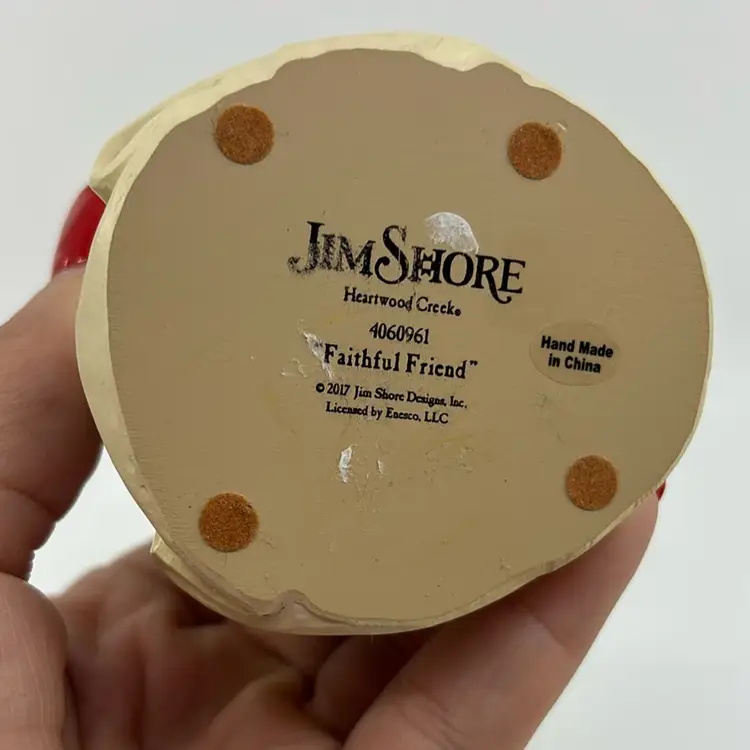 JIM SHORE
Heartwood Creek®
4060961
"Faithful Friend"
© 2017 Jim Shore Designs, Inc.
Licensed by Enesco, LLC
Hand Made
in China